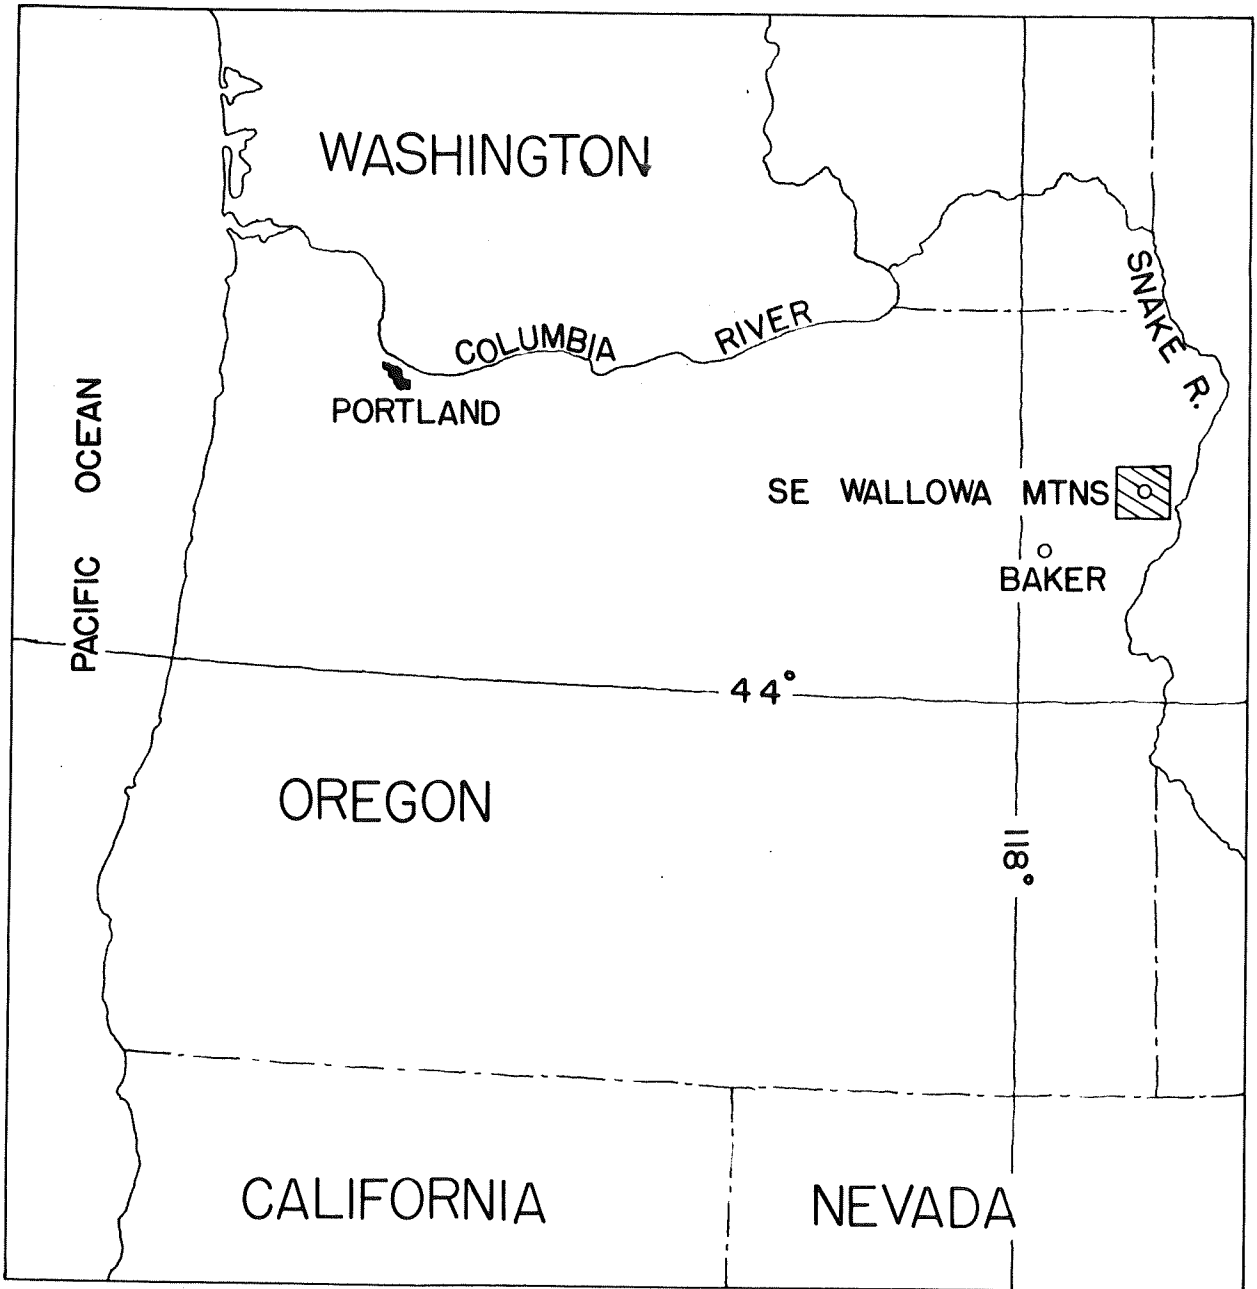 WASHINGTON
SNAKE R.
COLUMBIA RIVER
PORTLAND
PACIFIC OCEAN
SE WALLOWA MTNS
BAKER
44°
OREGON
118°
CALIFORNIA
NEVADA